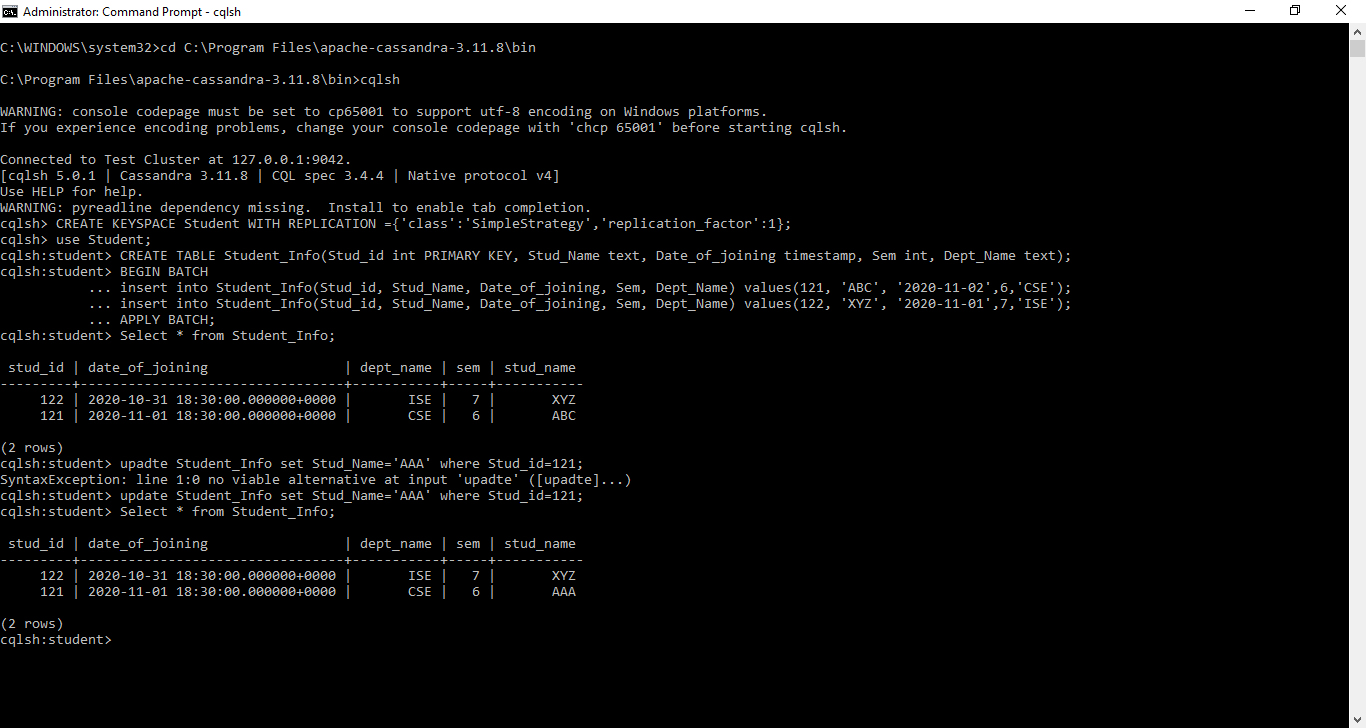 Administrator: Command Prompt - cqlsh
C:\WINDOWS\system32>cd C:\Program Files\apache-cassandra-3.11.8\bin
C:\Program Files\apache-cassandra-3.11.8\bin>cqlsh
WARNING: console codepage must be set to cp65001 to support utf-8 encoding on Windows platforms.
If you experience encoding problems, change your console codepage with 'chcp 65001' before starting cqlsh.
Connected to Test Cluster at 127.0.0.1:9042.
[cqlsh 5.0.1 | Cassandra 3.11.8 | CQL spec 3.4.4 | Native protocol v4]
Use HELP for help.
WARNING: pyreadline dependency missing.  Install to enable tab completion.
cqlsh> CREATE KEYSPACE Student WITH REPLICATION ={'class':'SimpleStrategy','replication_factor':1};
cqlsh> use Student;
cqlsh:student> CREATE TABLE Student_Info(Stud_id int PRIMARY KEY, Stud_Name text, Date_of_joining timestamp, Sem int, Dept_Name text);
cqlsh:student> BEGIN BATCH
           ... insert into Student_Info(Stud_id, Stud_Name, Date_of_joining, Sem, Dept_Name) values(121, 'ABC', '2020-11-02',6,'CSE');
           ... insert into Student_Info(Stud_id, Stud_Name, Date_of_joining, Sem, Dept_Name) values(122, 'XYZ', '2020-11-01',7,'ISE');
           ... APPLY BATCH;
cqlsh:student> Select * from Student_Info;
 stud_id | date_of_joining                 | dept_name | sem | stud_name
---------+---------------------------------+-----------+-----+-----------
     122 | 2020-10-31 18:30:00.000000+0000 |       ISE |   7 |       XYZ
     121 | 2020-11-01 18:30:00.000000+0000 |       CSE |   6 |       ABC
(2 rows)
cqlsh:student> upadte Student_Info set Stud_Name='AAA' where Stud_id=121;
SyntaxException: line 1:0 no viable alternative at input 'upadte' ([upadte]...)
cqlsh:student> update Student_Info set Stud_Name='AAA' where Stud_id=121;
cqlsh:student> Select * from Student_Info;
 stud_id | date_of_joining                 | dept_name | sem | stud_name
---------+---------------------------------+-----------+-----+-----------
     122 | 2020-10-31 18:30:00.000000+0000 |       ISE |   7 |       XYZ
     121 | 2020-11-01 18:30:00.000000+0000 |       CSE |   6 |       AAA
(2 rows)
cqlsh:student>